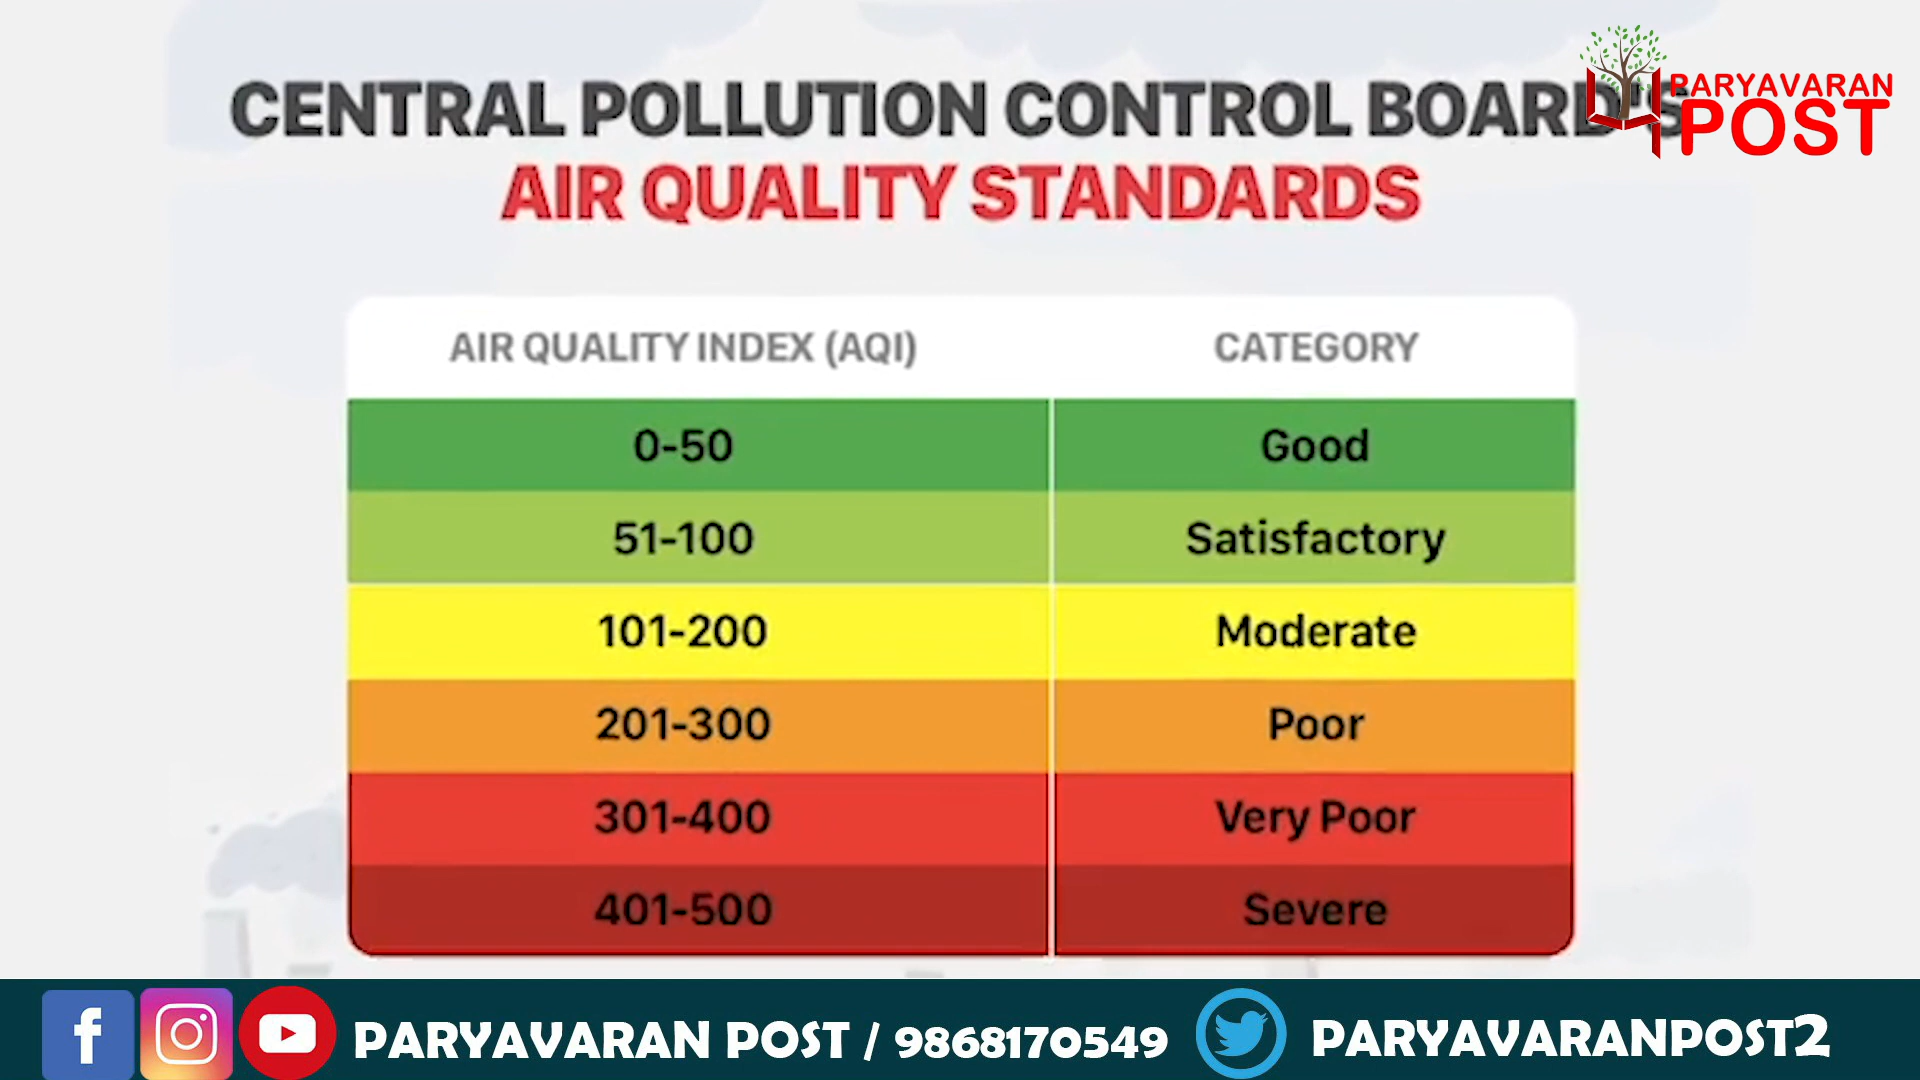 CENTRAL POLLUTION CONTROL BOARD'S
AIR QUALITY STANDARDS
PARYAVARAN
POST
AIR QUALITY INDEX (AQI) CATEGORY
0-50 Good
51-100 Satisfactory
101-200 Moderate
201-300 Poor
301-400 Very Poor
401-500 Severe
PARYAVARAN POST / 9868170549 PARYAVARANPOST2